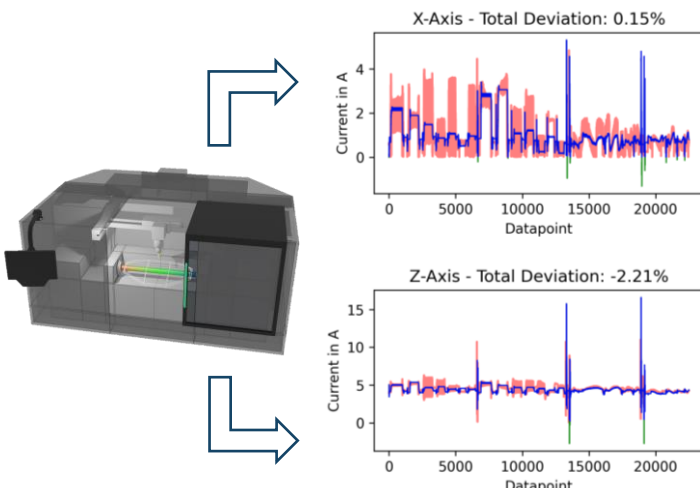 X-Axis - Total Deviation: 0.15%
Current in A
4
2
0
0 5000 10000 15000 20000
Datapoint
Z-Axis - Total Deviation: -2.21%
Current in A
15
10
5
0
0 5000 10000 15000 20000
Datapoint